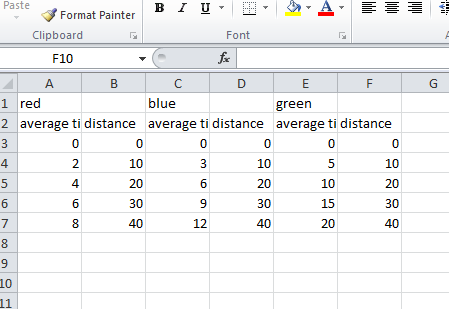 Paste
Format Painter
B I U A
Clipboard
Font
F10 fx
A B C D E F G
1 red blue green
2 average ti distance average ti distance average ti distance
3 0 0 0 0 0 0
4 2 10 3 10 5 10
5 4 20 6 20 10 20
6 6 30 9 30 15 30
7 8 40 12 40 20 40
8
9
10
11